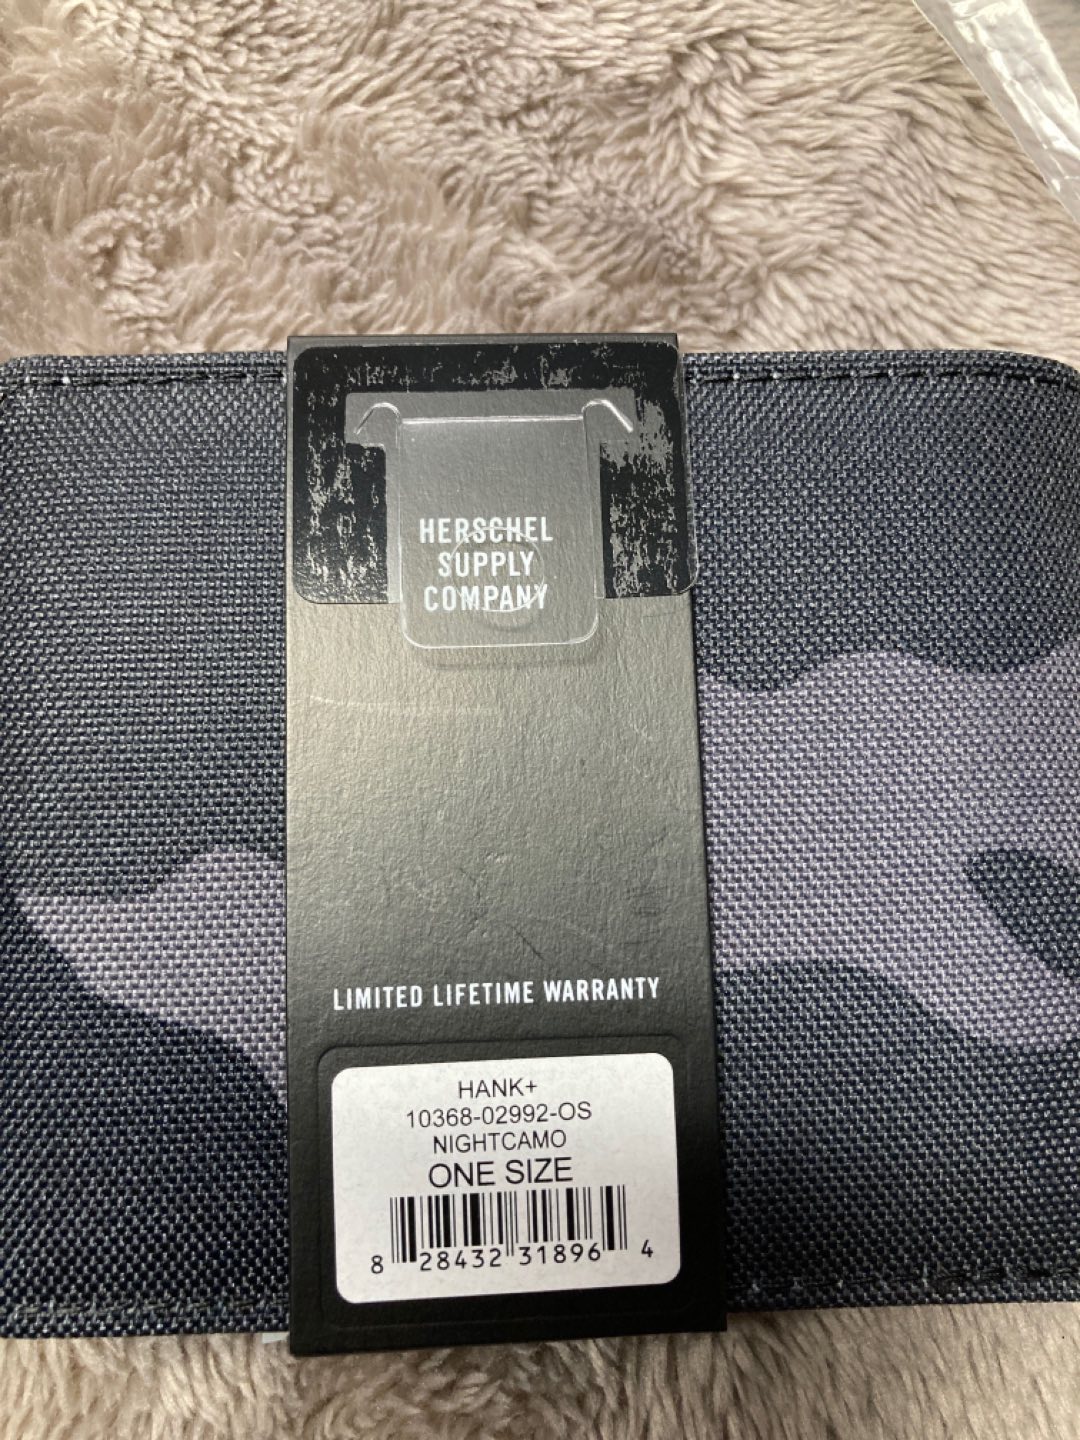 HERSCHEL
SUPPLY
COMPANY
LIMITED LIFETIME WARRANTY
HANK+
10368-02992-OS
NIGHTCAMO
ONE SIZE
8 28432 31896 4